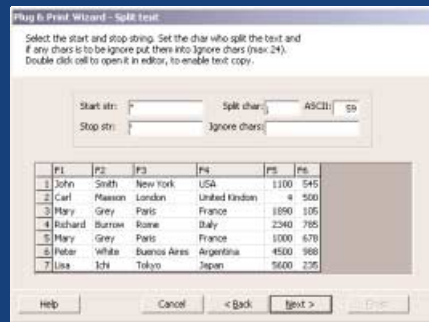 Plug & Print Wizard - Split text
Select the start and stop string. Set the char who split the text and
if any chars is to be ignore put them into Ignore chars (max 24).
Double click cell to open it in editor, to enable text copy.
Start str: * Split char: ; ASCII: 59
Stop str: Ignore chars:
F1 F2 F3 F4 F5 F6
1 John Smith New York USA 1100 545
2 Carl Maeson London United Kindom 4 500
3 Mary Grey Paris France 1890 105
4 Richard Burrow Rome Italy 2340 785
5 Mary Grey Paris France 1000 678
6 Peter White Buenos Aires Argentina 4500 988
7 Lisa Ichi Tokyo Japan 5600 235
Help Cancel < Back Next >